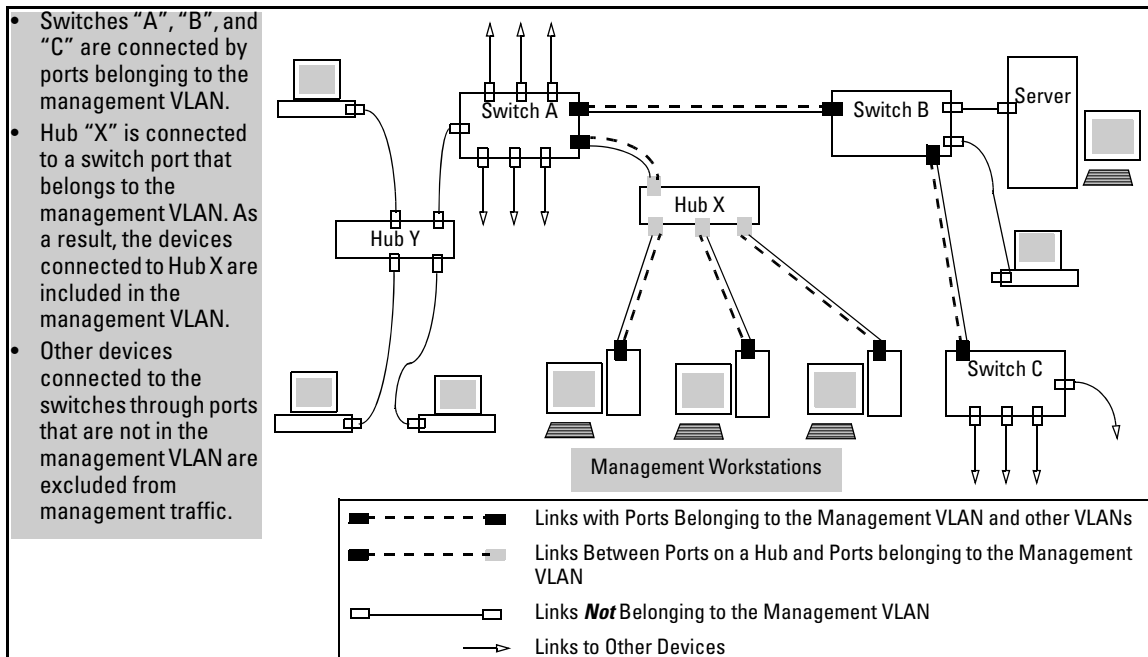 • Switches “A”, “B”, and
“C” are connected by
ports belonging to the
management VLAN.
• Hub “X” is connected
to a switch port that
belongs to the
management VLAN. As
a result, the devices
connected to Hub X are
included in the
management VLAN.
• Other devices
connected to the
switches through ports
that are not in the
management VLAN are
excluded from
management traffic.
Switch A
Switch B
Server
Hub X
Hub Y
Switch C
Management Workstations
Links with Ports Belonging to the Management VLAN and other VLANs
Links Between Ports on a Hub and Ports belonging to the Management
VLAN
Links Not Belonging to the Management VLAN
Links to Other Devices